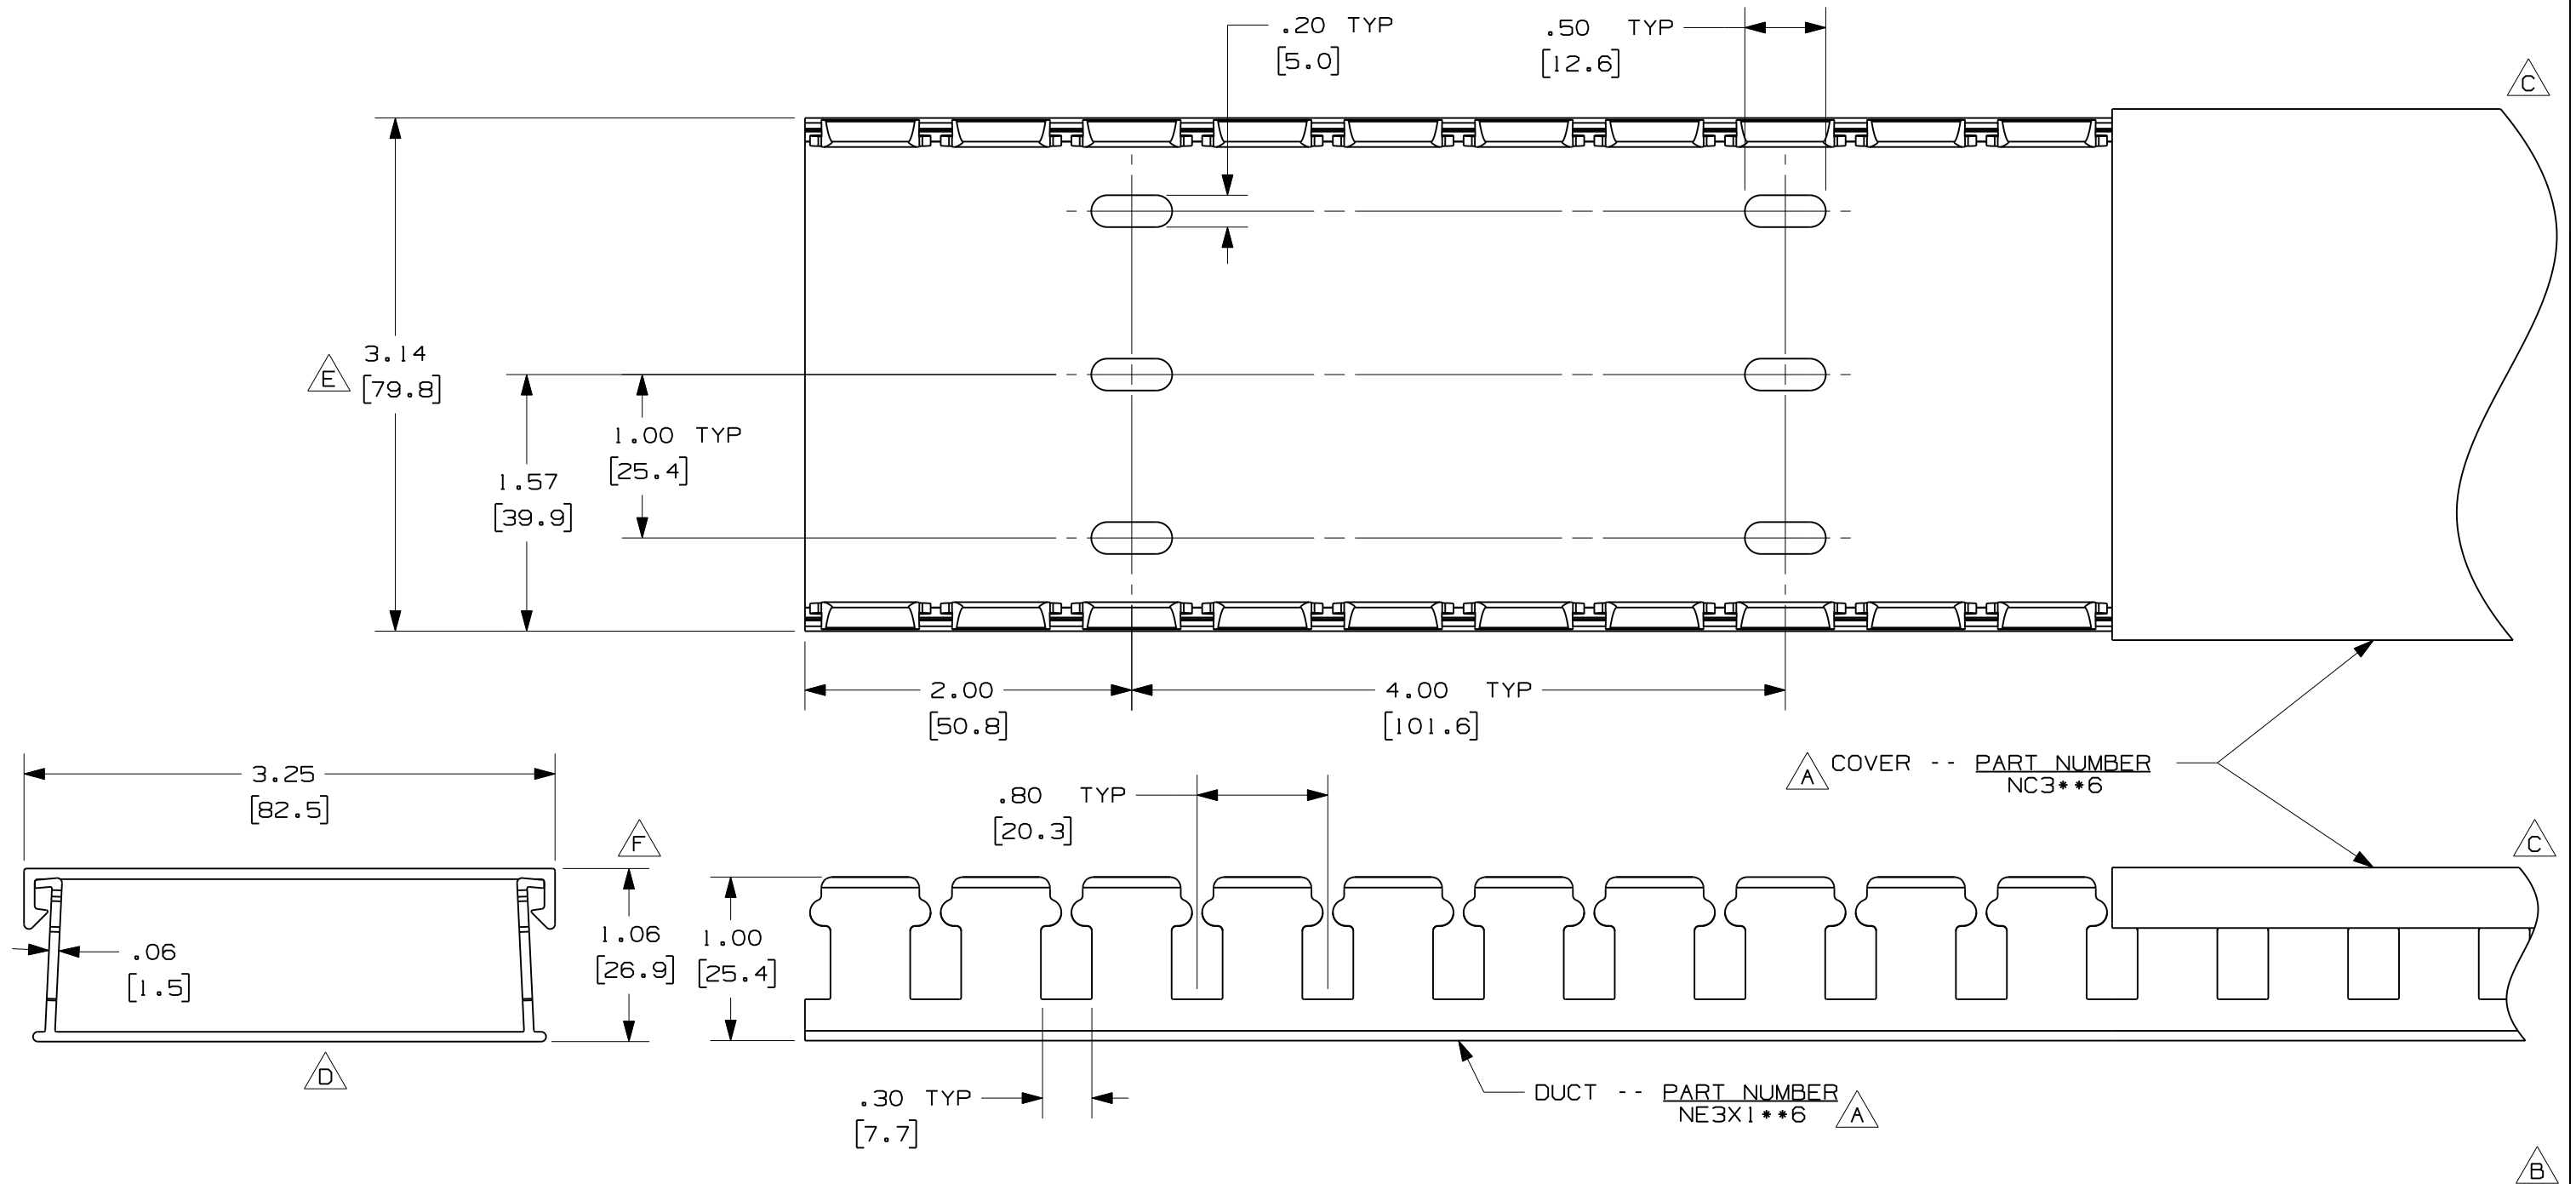 .20 TYP
[5.0]
.50 TYP
[12.6]
C
3.14
[79.8]
E
1.00 TYP
[25.4]
1.57
[39.9]
2.00
[50.8]
4.00 TYP
[101.6]
A COVER -- PART NUMBER
NC3**6
3.25
[82.5]
.80 TYP
[20.3]
F
C
1.06
[26.9]
1.00
[25.4]
.06
[1.5]
D
.30 TYP
[7.7]
DUCT -- PART NUMBER
NE3X1**6 A
B